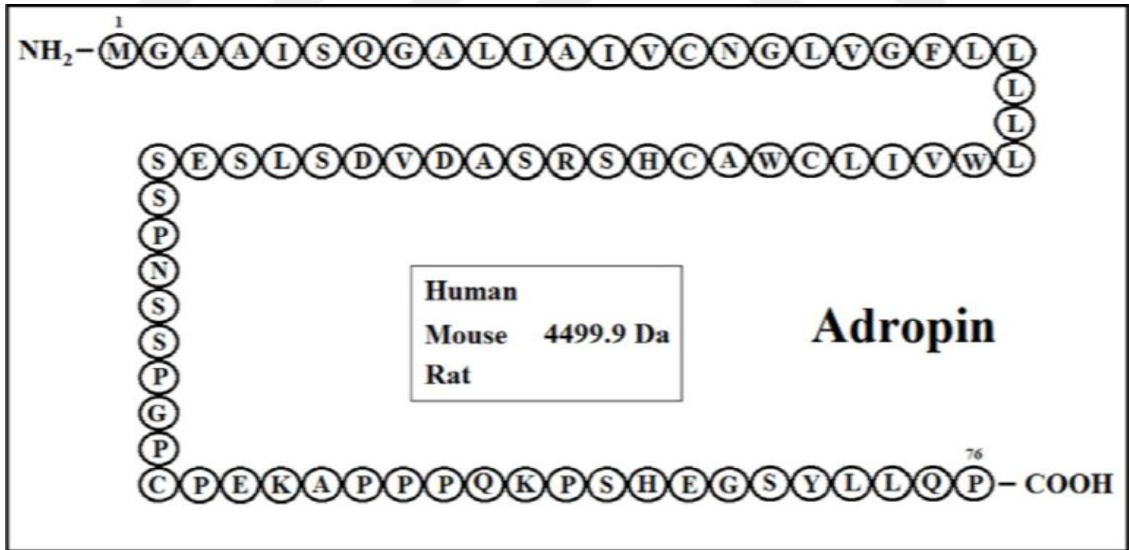 1
NH₂–MGAAISQGALIAIVCNGLVGFLL
L
L
SESLSDVDASRSHCAWCLIVWL
S
P
N
S
S
P
G
P
Human
Mouse 4499.9 Da
Rat
Adropin
76
CPEKAPPPQKPSHEGSYLLQP–COOH